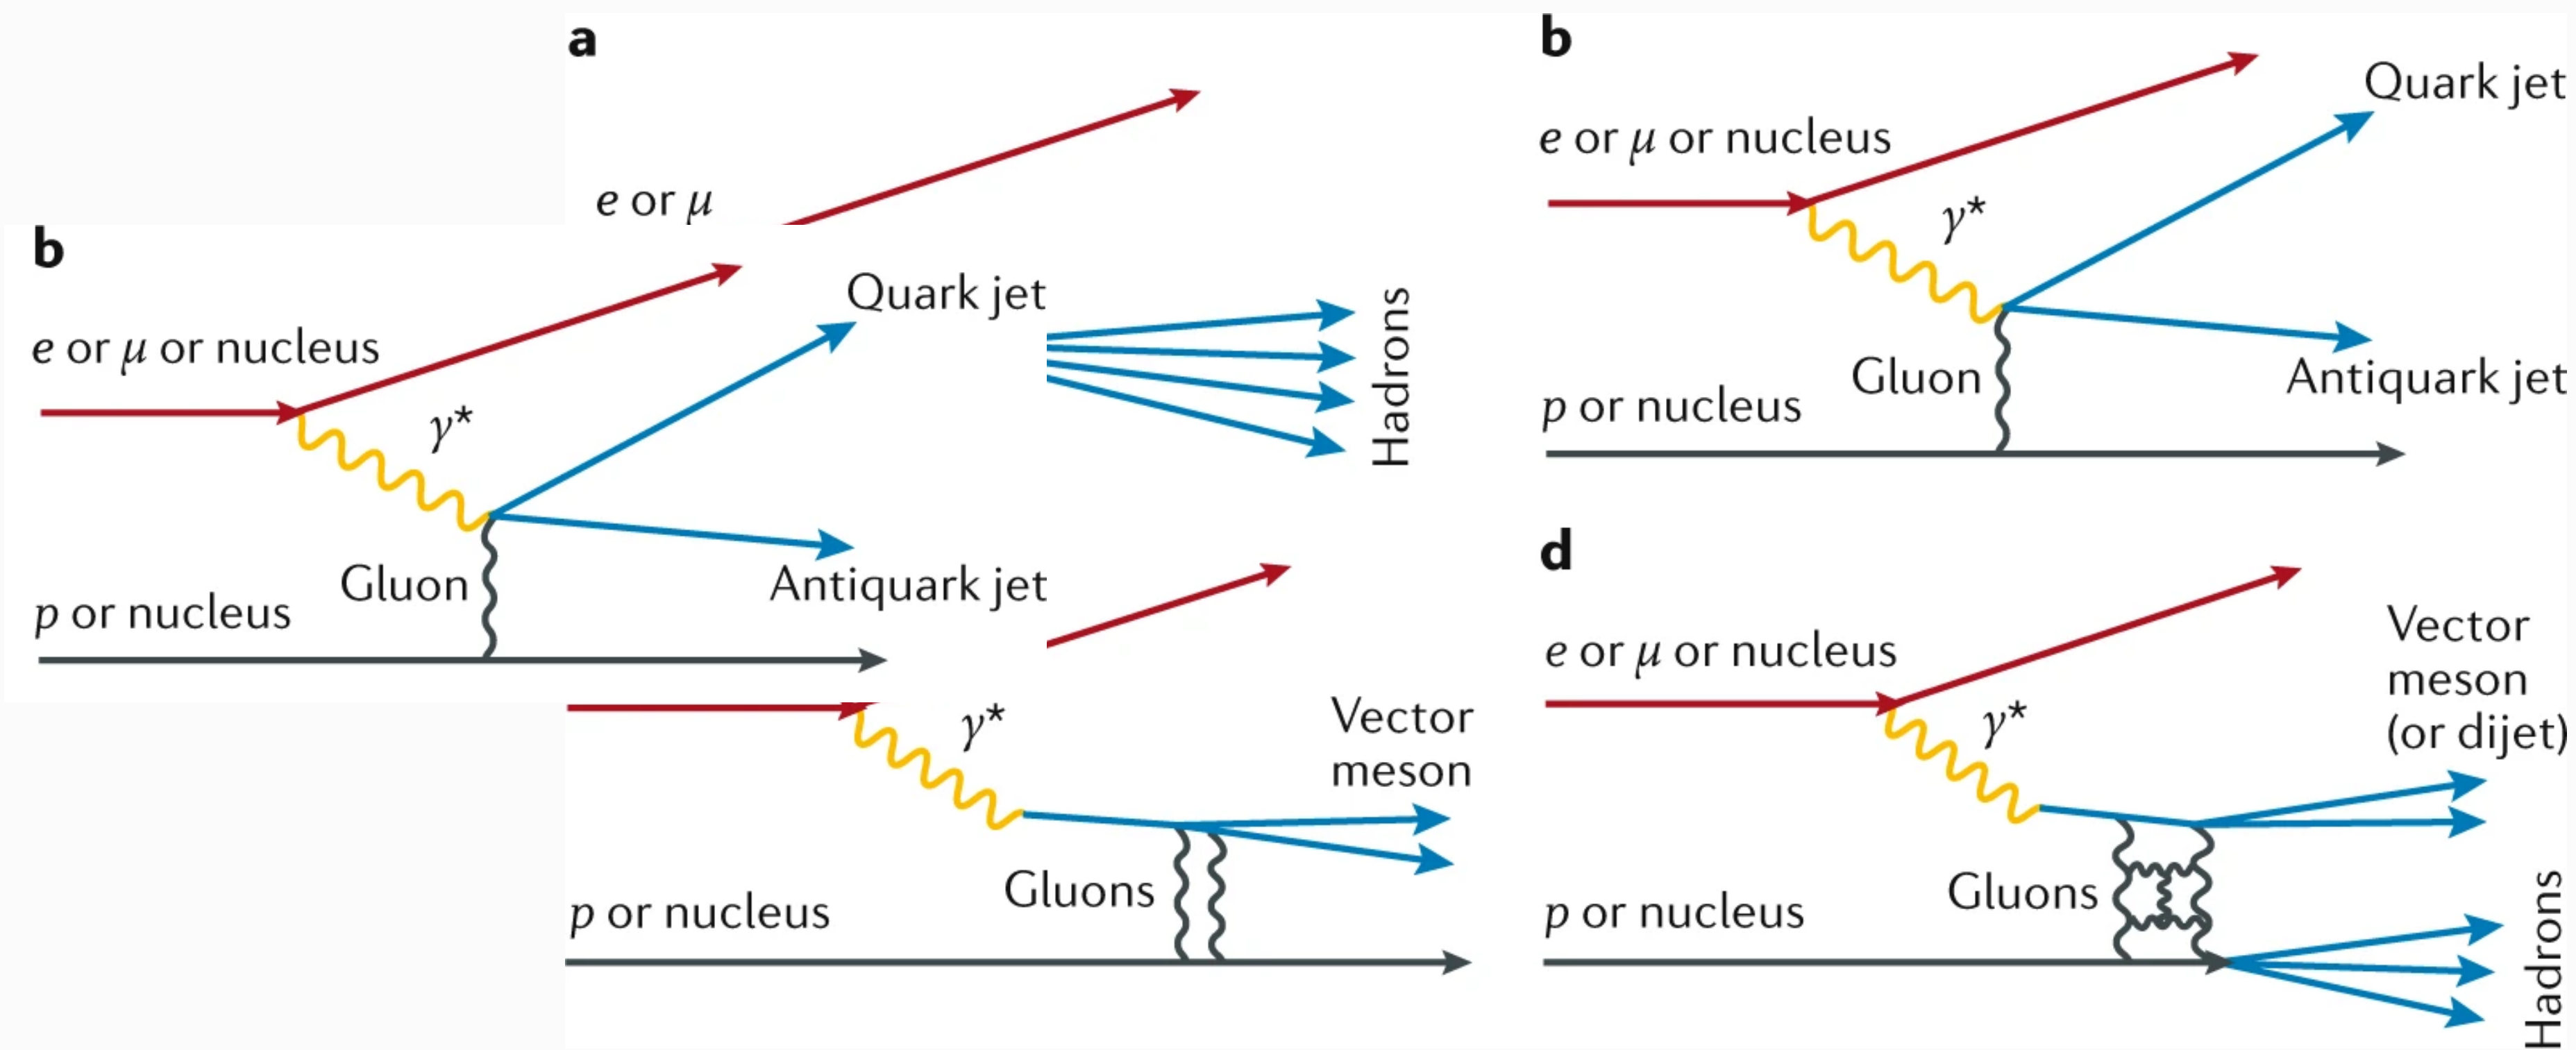 a
e or μ
b
e or μ or nucleus
γ*
Quark jet
Gluon
Antiquark jet
p or nucleus
Hadrons
b
e or μ or nucleus
γ*
Quark jet
Gluon
Antiquark jet
p or nucleus
γ*
Vector
meson
Gluons
p or nucleus
d
e or μ or nucleus
γ*
Vector
meson
(or dijet)
Gluons
p or nucleus
Hadrons